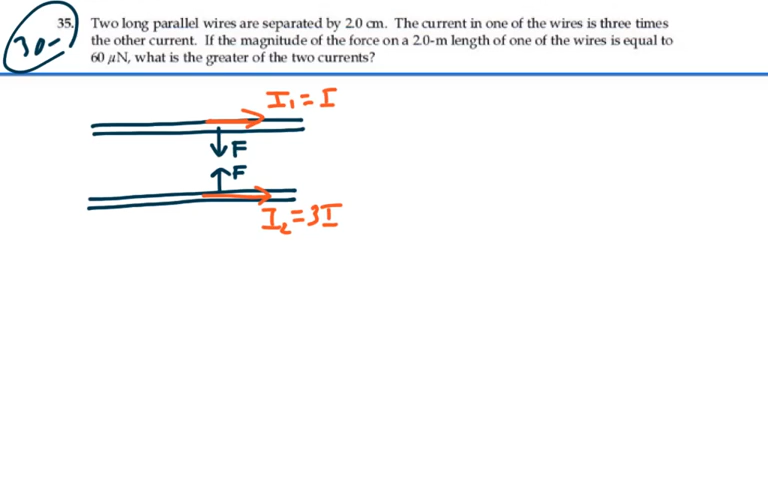 30-
35. Two long parallel wires are separated by 2.0 cm. The current in one of the wires is three times
the other current. If the magnitude of the force on a 2.0-m length of one of the wires is equal to
60 μN, what is the greater of the two currents?
I₁ = I
F
F
I₂ = 3I